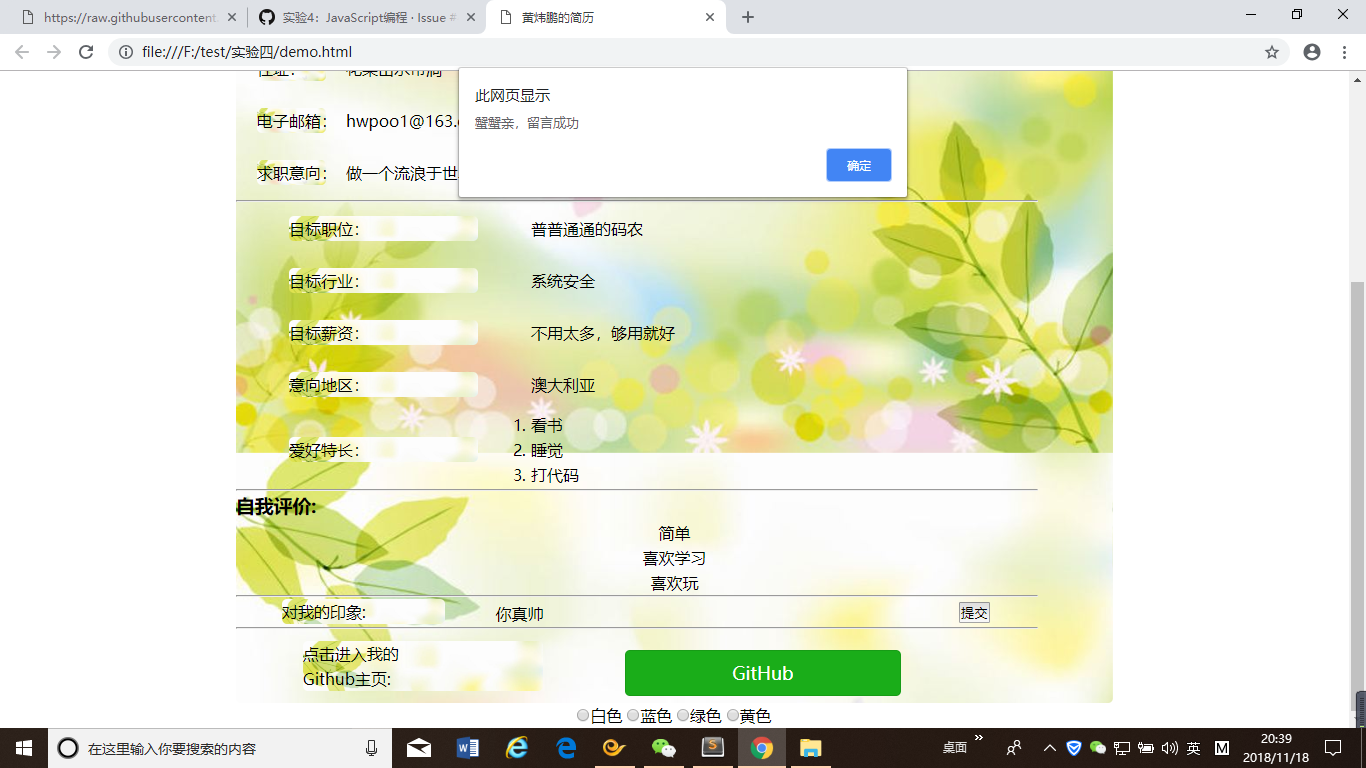 https://raw.githubusercontent.
实验4：JavaScript编程 · Issue #
黄炜鹏的简历
file:///F:/test/实验四/demo.html
此网页显示
蟹蟹亲，留言成功
确定
电子邮箱： hwpoo1@163.
求职意向： 做一个流浪于世
目标职位： 普普通通的码农
目标行业： 系统安全
目标薪资： 不用太多，够用就好
意向地区： 澳大利亚
爱好特长：
1. 看书
2. 睡觉
3. 打代码
自我评价:
简单
喜欢学习
喜欢玩
对我的印象: 你真帅 提交
点击进入我的
Github主页:
GitHub
白色 蓝色 绿色 黄色
在这里输入你要搜索的内容
桌面
英
M
20:39
2018/11/18